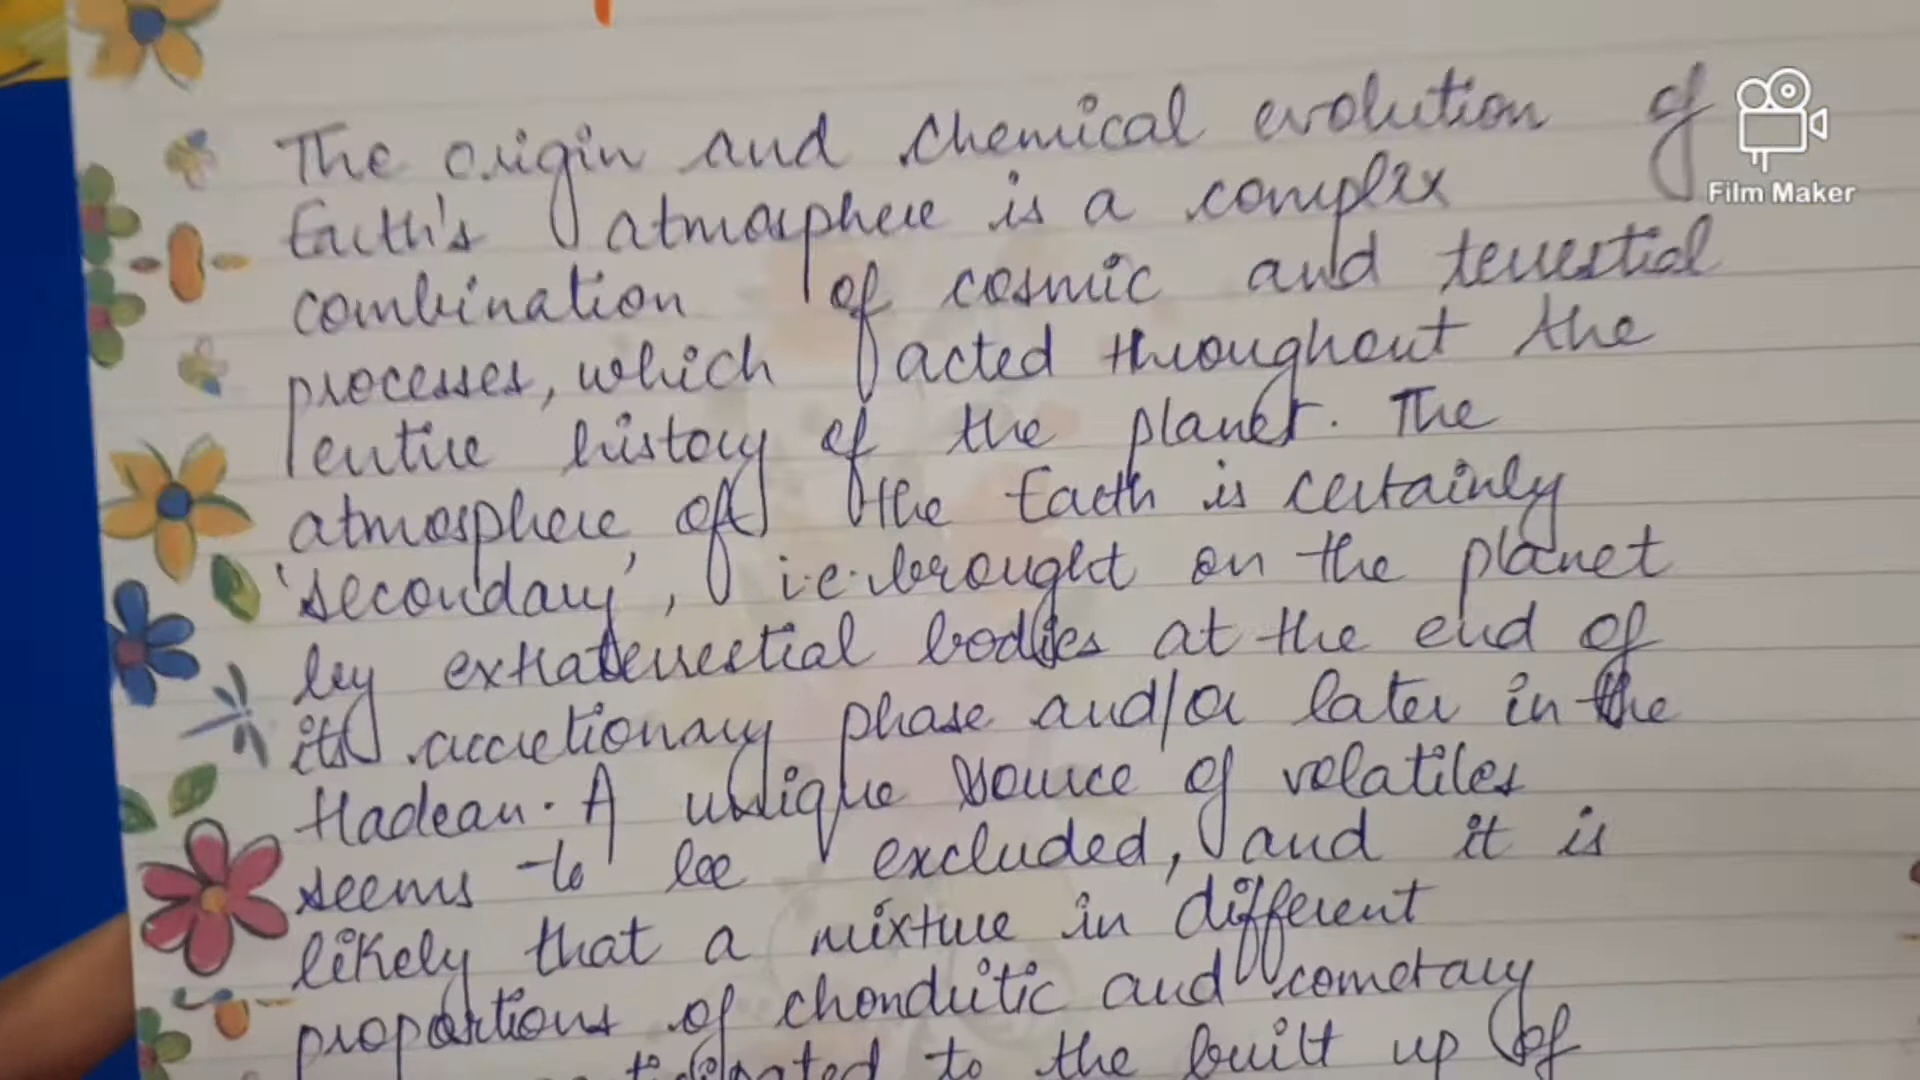 The origin and chemical evolution of
Earth's atmosphere is a complex
combination of cosmic and terrestial
processes, which acted throughout the
entire history of the planet. The
atmosphere of the Earth is certainly
'secondary', i.e. brought on the planet
by extraterrestial bodies at the end of
its accretionary phase and/or later in the
Hadean. A unique source of volatiles
seems to be excluded, and it is
likely that a mixture in different
proportions of chondritic and cometary
to the built up of
Film Maker